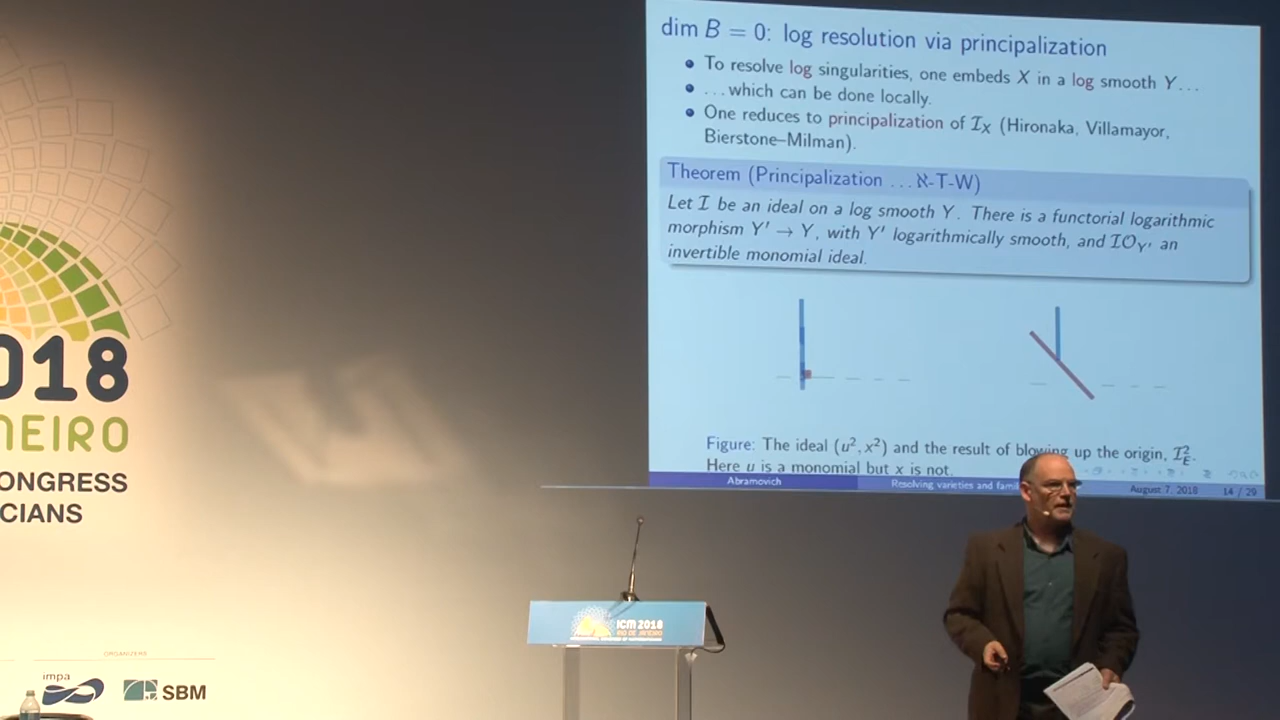 dim B = 0: log resolution via principalization
• To resolve log singularities, one embeds X in a log smooth Y...
• ...which can be done locally.
• One reduces to principalization of 𝓘_X (Hironaka, Villamayor,
Bierstone–Milman).
Theorem (Principalization ...ℵ-T-W)
Let 𝓘 be an ideal on a log smooth Y. There is a functorial logarithmic
morphism Y' → Y, with Y' logarithmically smooth, and 𝓘𝒪_Y' an
invertible monomial ideal.
Figure: The ideal (u², x²) and the result of blowing up the origin, 𝓘_E².
Here u is a monomial but x is not.
Abramovich
Resolving varieties and
August 7, 2018
14 / 29
018
NEIRO
ONGRESS
CIANS
ORGANIZERS
impa
SBM
ICM 2018
RIO DE JANEIRO